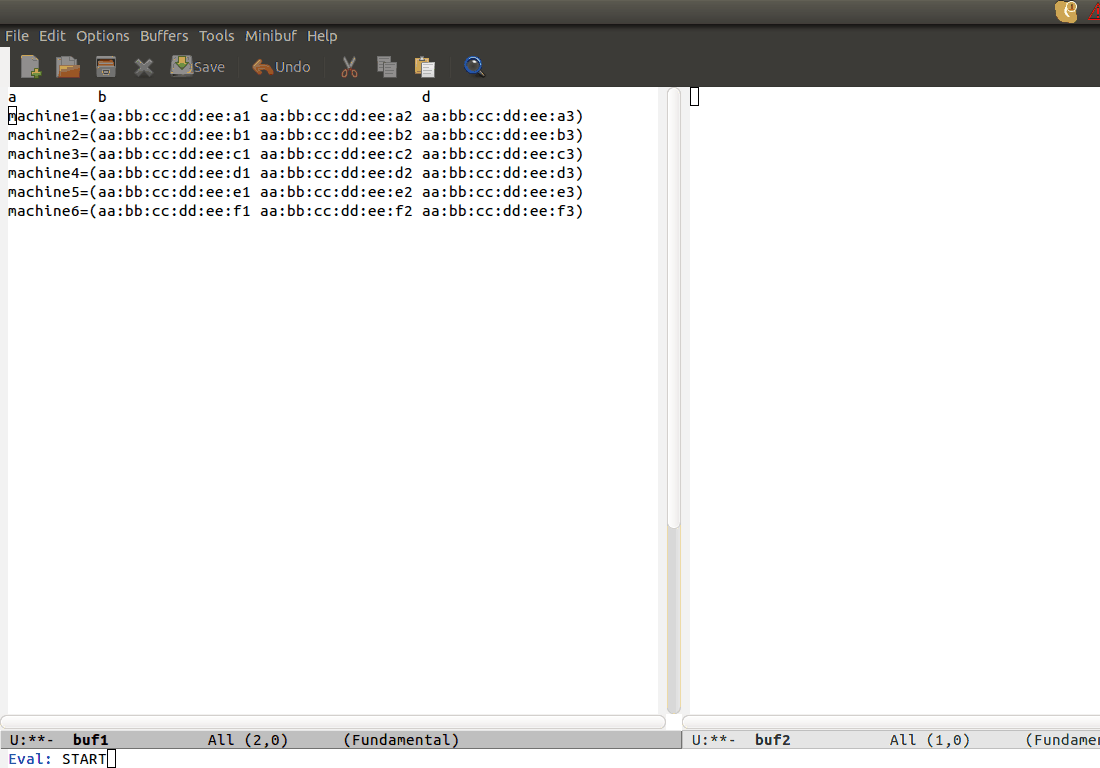 File Edit Options Buffers Tools Minibuf Help
Save Undo
a b c d
machine1=(aa:bb:cc:dd:ee:a1 aa:bb:cc:dd:ee:a2 aa:bb:cc:dd:ee:a3)
machine2=(aa:bb:cc:dd:ee:b1 aa:bb:cc:dd:ee:b2 aa:bb:cc:dd:ee:b3)
machine3=(aa:bb:cc:dd:ee:c1 aa:bb:cc:dd:ee:c2 aa:bb:cc:dd:ee:c3)
machine4=(aa:bb:cc:dd:ee:d1 aa:bb:cc:dd:ee:d2 aa:bb:cc:dd:ee:d3)
machine5=(aa:bb:cc:dd:ee:e1 aa:bb:cc:dd:ee:e2 aa:bb:cc:dd:ee:e3)
machine6=(aa:bb:cc:dd:ee:f1 aa:bb:cc:dd:ee:f2 aa:bb:cc:dd:ee:f3)
U:**- buf1 All (2,0) (Fundamental)
U:**- buf2 All (1,0) (Fundame
Eval: START